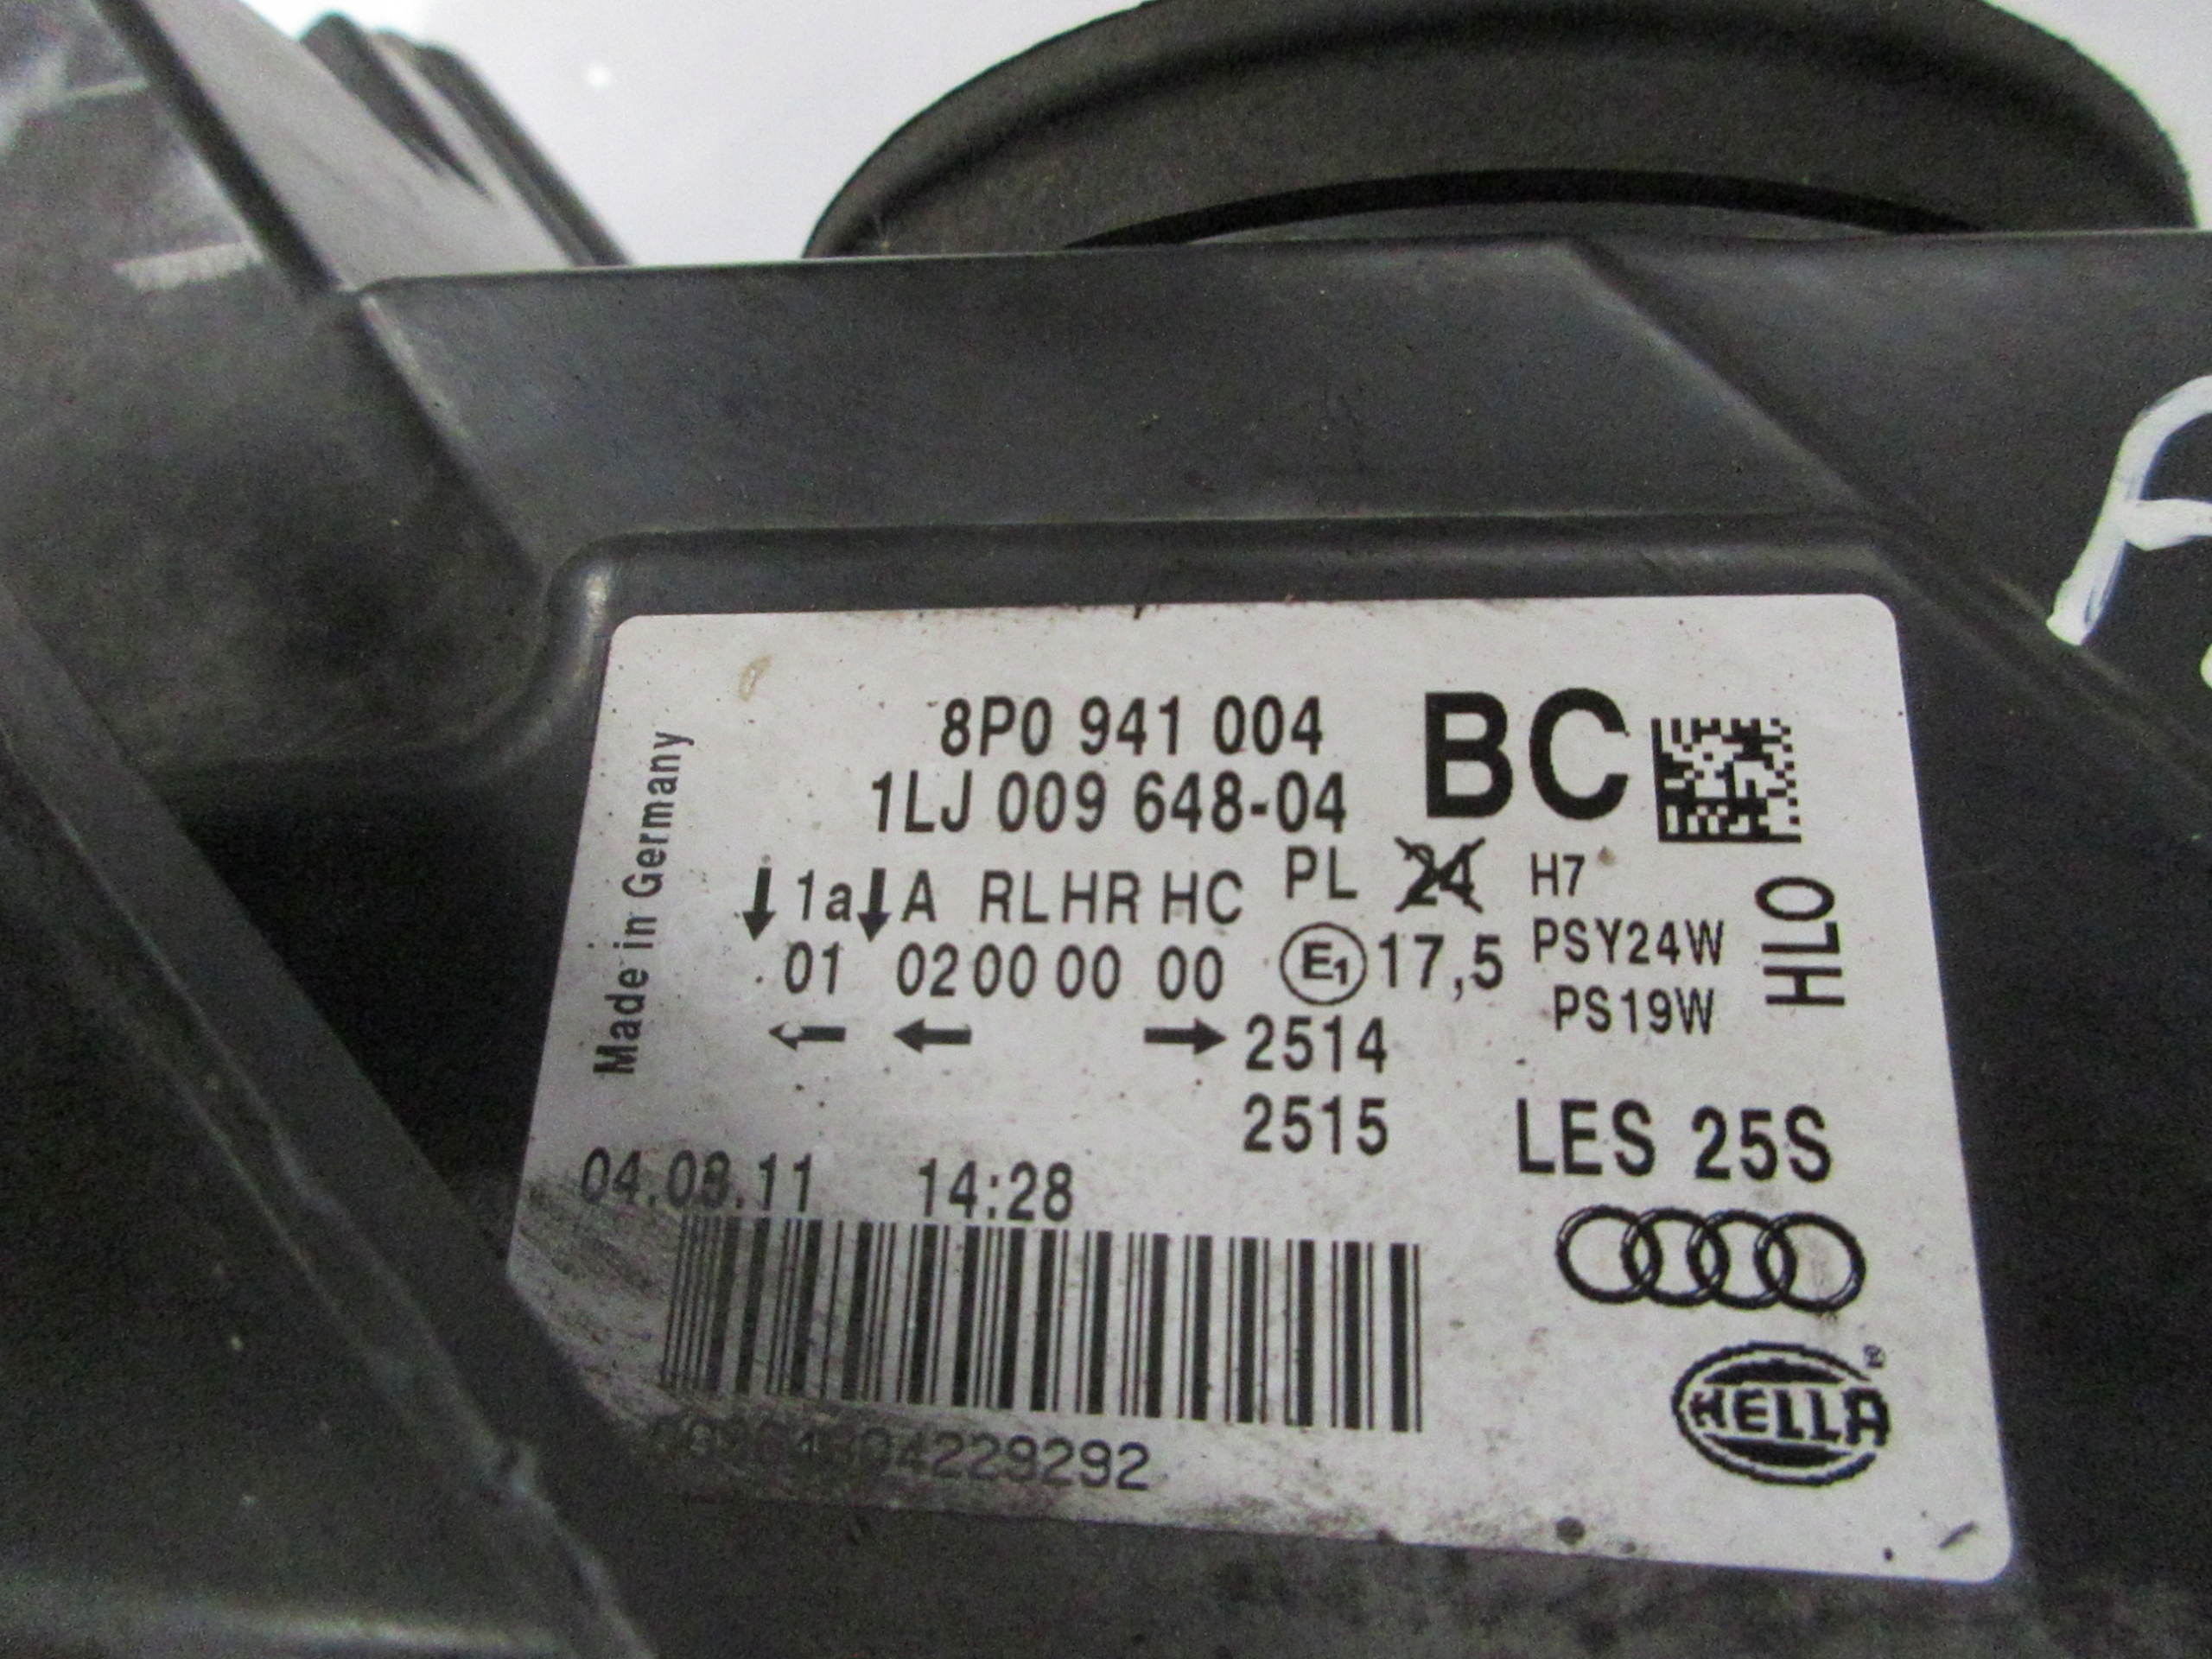 8P0 941 004 BC
1LJ 009 648-04
↓ 1a ↓ A RL HR HC PL 24 H7
01 02 00 00 00 E1 17,5 PSY24W
PS19W
← ← → 2514
2515
HL0
LES 25S
Made in Germany
04.08.11 14:28
HELLA ®
A